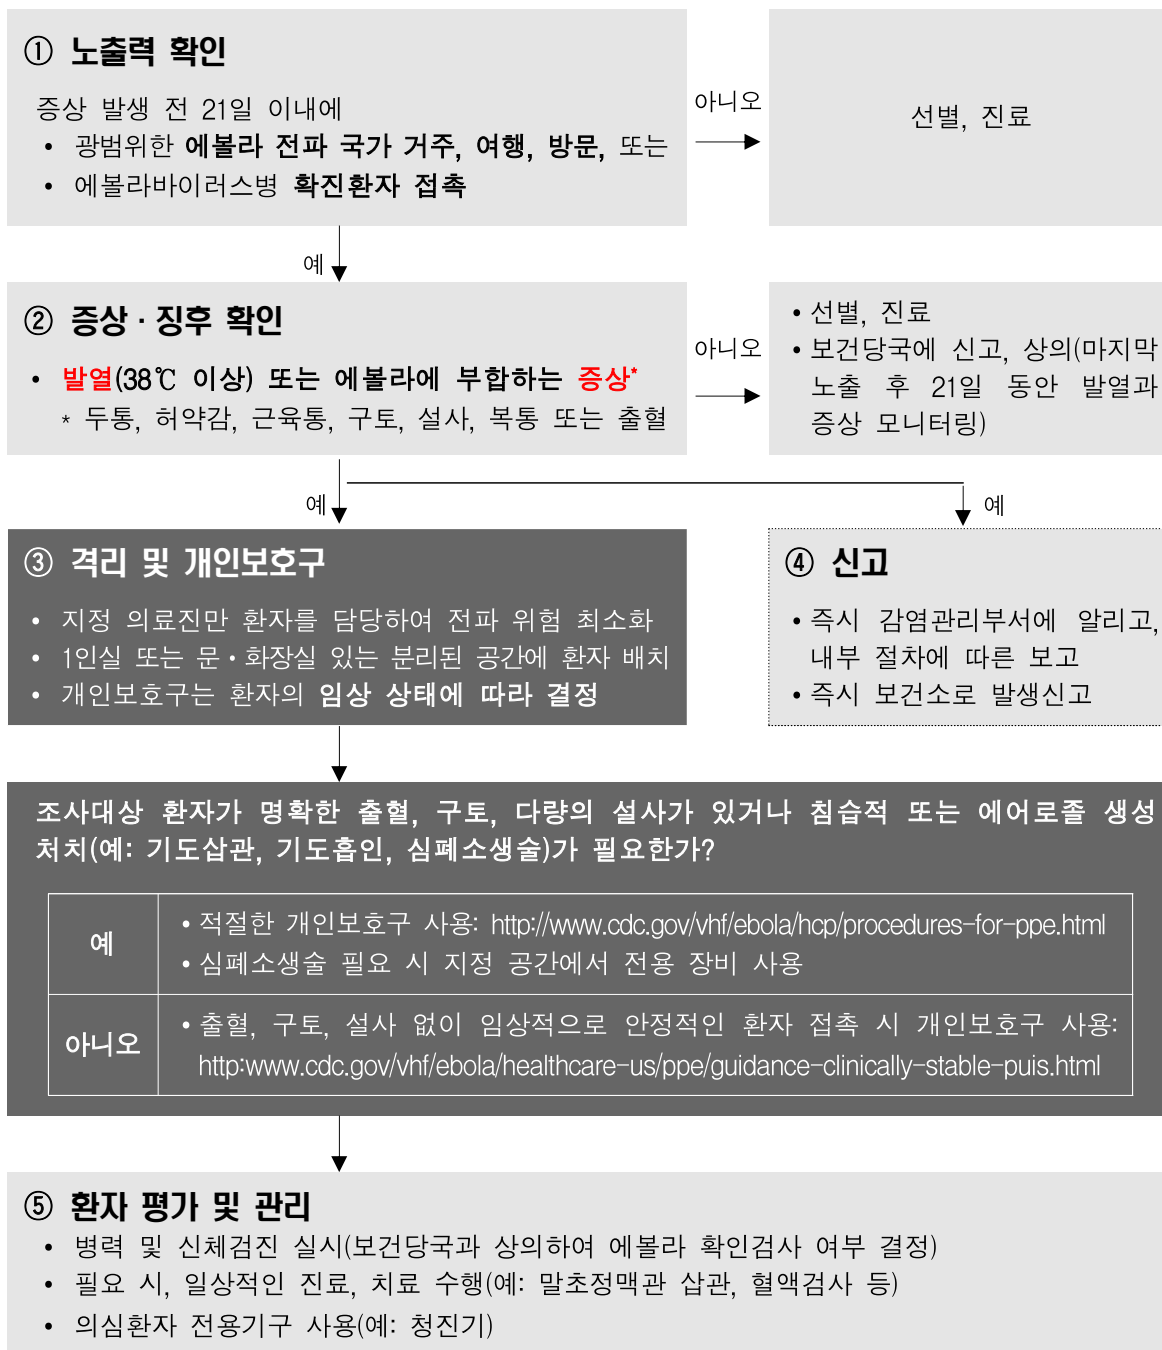 ① 노출력 확인
증상 발생 전 21일 이내에
• 광범위한 에볼라 전파 국가 거주, 여행, 방문, 또는
• 에볼라바이러스병 확진환자 접촉
아니오
선별, 진료
예
② 증상 · 징후 확인
• 발열(38℃ 이상) 또는 에볼라에 부합하는 증상*
* 두통, 허약감, 근육통, 구토, 설사, 복통 또는 출혈
아니오
• 선별, 진료
• 보건당국에 신고, 상의(마지막
노출 후 21일 동안 발열과
증상 모니터링)
예
예
③ 격리 및 개인보호구
• 지정 의료진만 환자를 담당하여 전파 위험 최소화
• 1인실 또는 문·화장실 있는 분리된 공간에 환자 배치
• 개인보호구는 환자의 임상 상태에 따라 결정
④ 신고
• 즉시 감염관리부서에 알리고,
내부 절차에 따른 보고
• 즉시 보건소로 발생신고
조사대상 환자가 명확한 출혈, 구토, 다량의 설사가 있거나 침습적 또는 에어로졸 생성
처치(예: 기도삽관, 기도흡인, 심폐소생술)가 필요한가?
예
• 적절한 개인보호구 사용: http://www.cdc.gov/vhf/ebola/hcp/procedures-for-ppe.html
• 심폐소생술 필요 시 지정 공간에서 전용 장비 사용
아니오
• 출혈, 구토, 설사 없이 임상적으로 안정적인 환자 접촉 시 개인보호구 사용:
http:www.cdc.gov/vhf/ebola/healthcare-us/ppe/guidance-clinically-stable-puis.html
⑤ 환자 평가 및 관리
• 병력 및 신체검진 실시(보건당국과 상의하여 에볼라 확인검사 여부 결정)
• 필요 시, 일상적인 진료, 치료 수행(예: 말초정맥관 삽관, 혈액검사 등)
• 의심환자 전용기구 사용(예: 청진기)